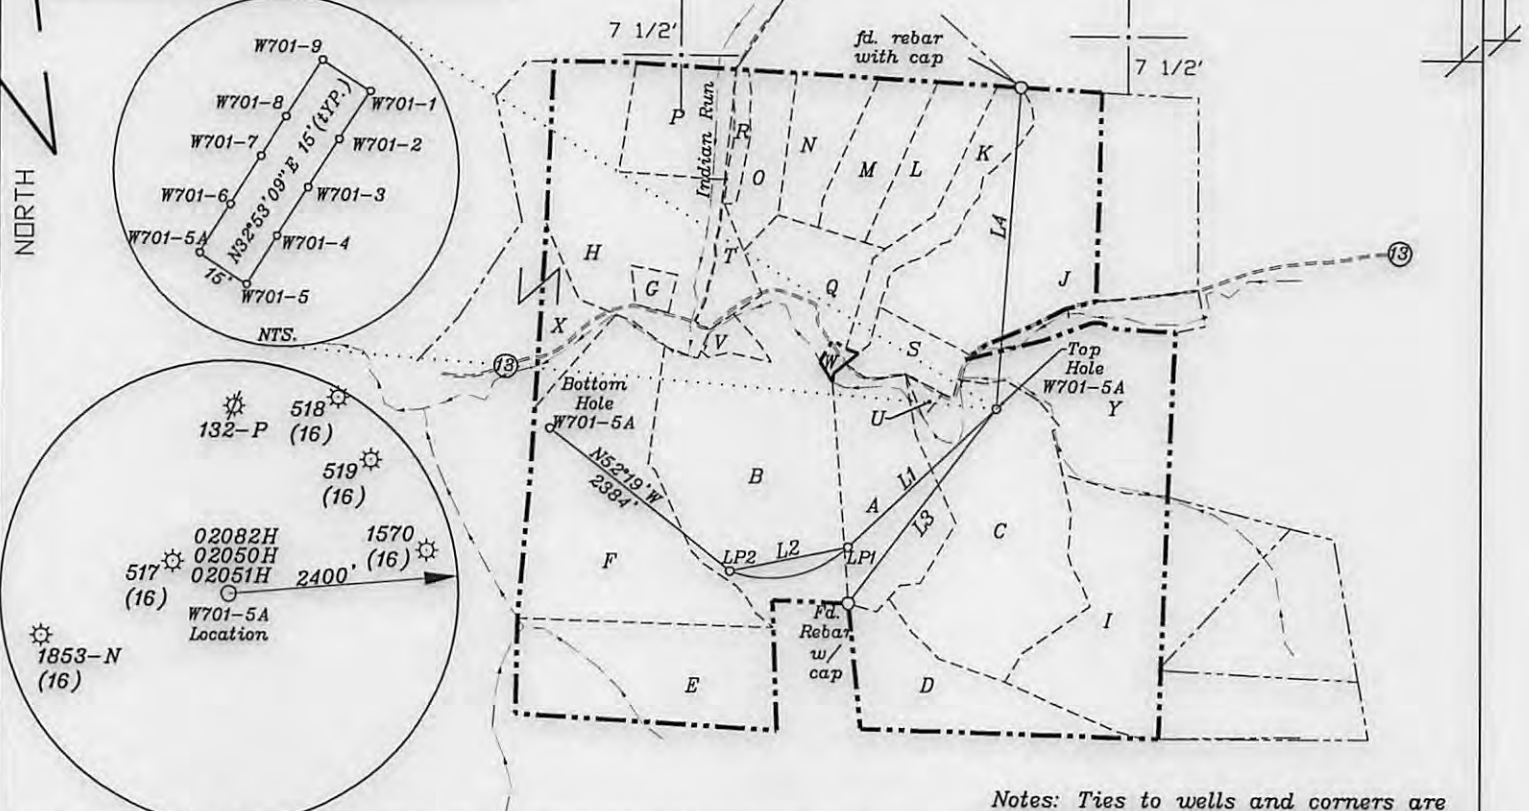 7 1/2'
7 1/2'
fd. rebar
with cap
NORTH
W701-9
W701-8
W701-7
W701-6
W701-5A
W701-1
W701-2
W701-3
W701-4
W701-5
N32°53'09"E 15' (tYP.)
15'
NTS.
P
Indian Run
R
O
N
M
L
K
LA
H
T
G
Q
J
13
X
V
W
S
13
Top
Hole
W701-5A
U
Y
Bottom
Hole
W701-5A
N52°19'W
2384'
B
A
L1
L3
C
F
LP2
L2
LP1
Fd.
Rebar
w/
cap
I
E
D
132-P
518
(16)
519
(16)
02082H
02050H
02051H
1570
(16)
517
(16)
2400'
W701-5A
Location
1853-N
(16)
Notes: Ties to wells and corners are